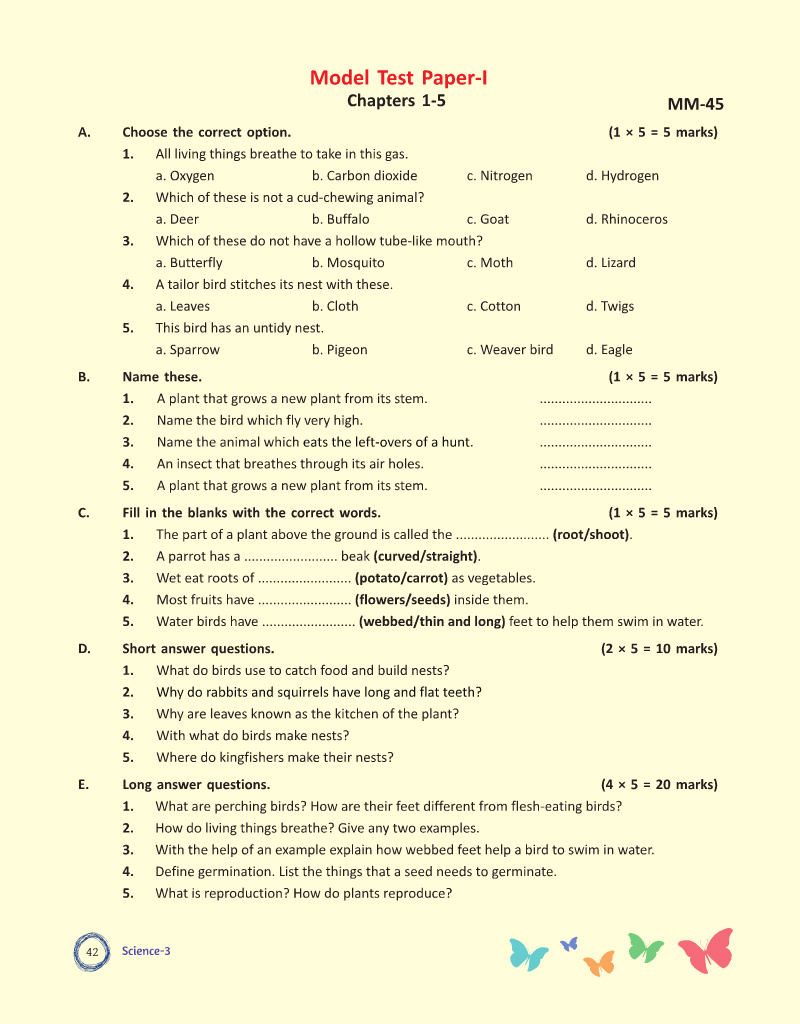 Model Test Paper-I
Chapters 1-5
MM-45
A. Choose the correct option. (1 × 5 = 5 marks)
1. All living things breathe to take in this gas.
a. Oxygen b. Carbon dioxide c. Nitrogen d. Hydrogen
2. Which of these is not a cud-chewing animal?
a. Deer b. Buffalo c. Goat d. Rhinoceros
3. Which of these do not have a hollow tube-like mouth?
a. Butterfly b. Mosquito c. Moth d. Lizard
4. A tailor bird stitches its nest with these.
a. Leaves b. Cloth c. Cotton d. Twigs
5. This bird has an untidy nest.
a. Sparrow b. Pigeon c. Weaver bird d. Eagle
B. Name these. (1 × 5 = 5 marks)
1. A plant that grows a new plant from its stem. ............................
2. Name the bird which fly very high. ............................
3. Name the animal which eats the left-overs of a hunt. ............................
4. An insect that breathes through its air holes. ............................
5. A plant that grows a new plant from its stem. ............................
C. Fill in the blanks with the correct words. (1 × 5 = 5 marks)
1. The part of a plant above the ground is called the ........................ (root/shoot).
2. A parrot has a ........................ beak (curved/straight).
3. Wet eat roots of ........................ (potato/carrot) as vegetables.
4. Most fruits have ........................ (flowers/seeds) inside them.
5. Water birds have ........................ (webbed/thin and long) feet to help them swim in water.
D. Short answer questions. (2 × 5 = 10 marks)
1. What do birds use to catch food and build nests?
2. Why do rabbits and squirrels have long and flat teeth?
3. Why are leaves known as the kitchen of the plant?
4. With what do birds make nests?
5. Where do kingfishers make their nests?
E. Long answer questions. (4 × 5 = 20 marks)
1. What are perching birds? How are their feet different from flesh-eating birds?
2. How do living things breathe? Give any two examples.
3. With the help of an example explain how webbed feet help a bird to swim in water.
4. Define germination. List the things that a seed needs to germinate.
5. What is reproduction? How do plants reproduce?
42 Science-3